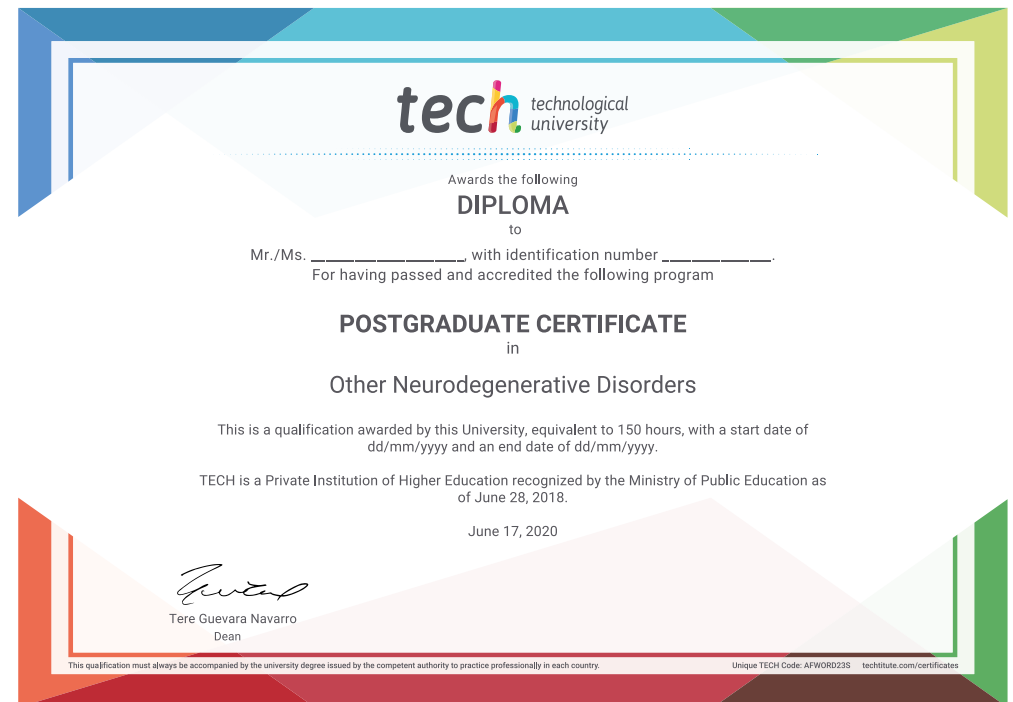 tech technological
university
Awards the following
DIPLOMA
to
Mr./Ms. ____________________, with identification number ______________.
For having passed and accredited the following program
POSTGRADUATE CERTIFICATE
in
Other Neurodegenerative Disorders
This is a qualification awarded by this University, equivalent to 150 hours, with a start date of
dd/mm/yyyy and an end date of dd/mm/yyyy.
TECH is a Private Institution of Higher Education recognized by the Ministry of Public Education as
of June 28, 2018.
June 17, 2020
Tere Guevara Navarro
Dean
This qualification must always be accompanied by the university degree issued by the competent authority to practice professionally in each country.
Unique TECH Code: AFWORD23S techtitute.com/certificates